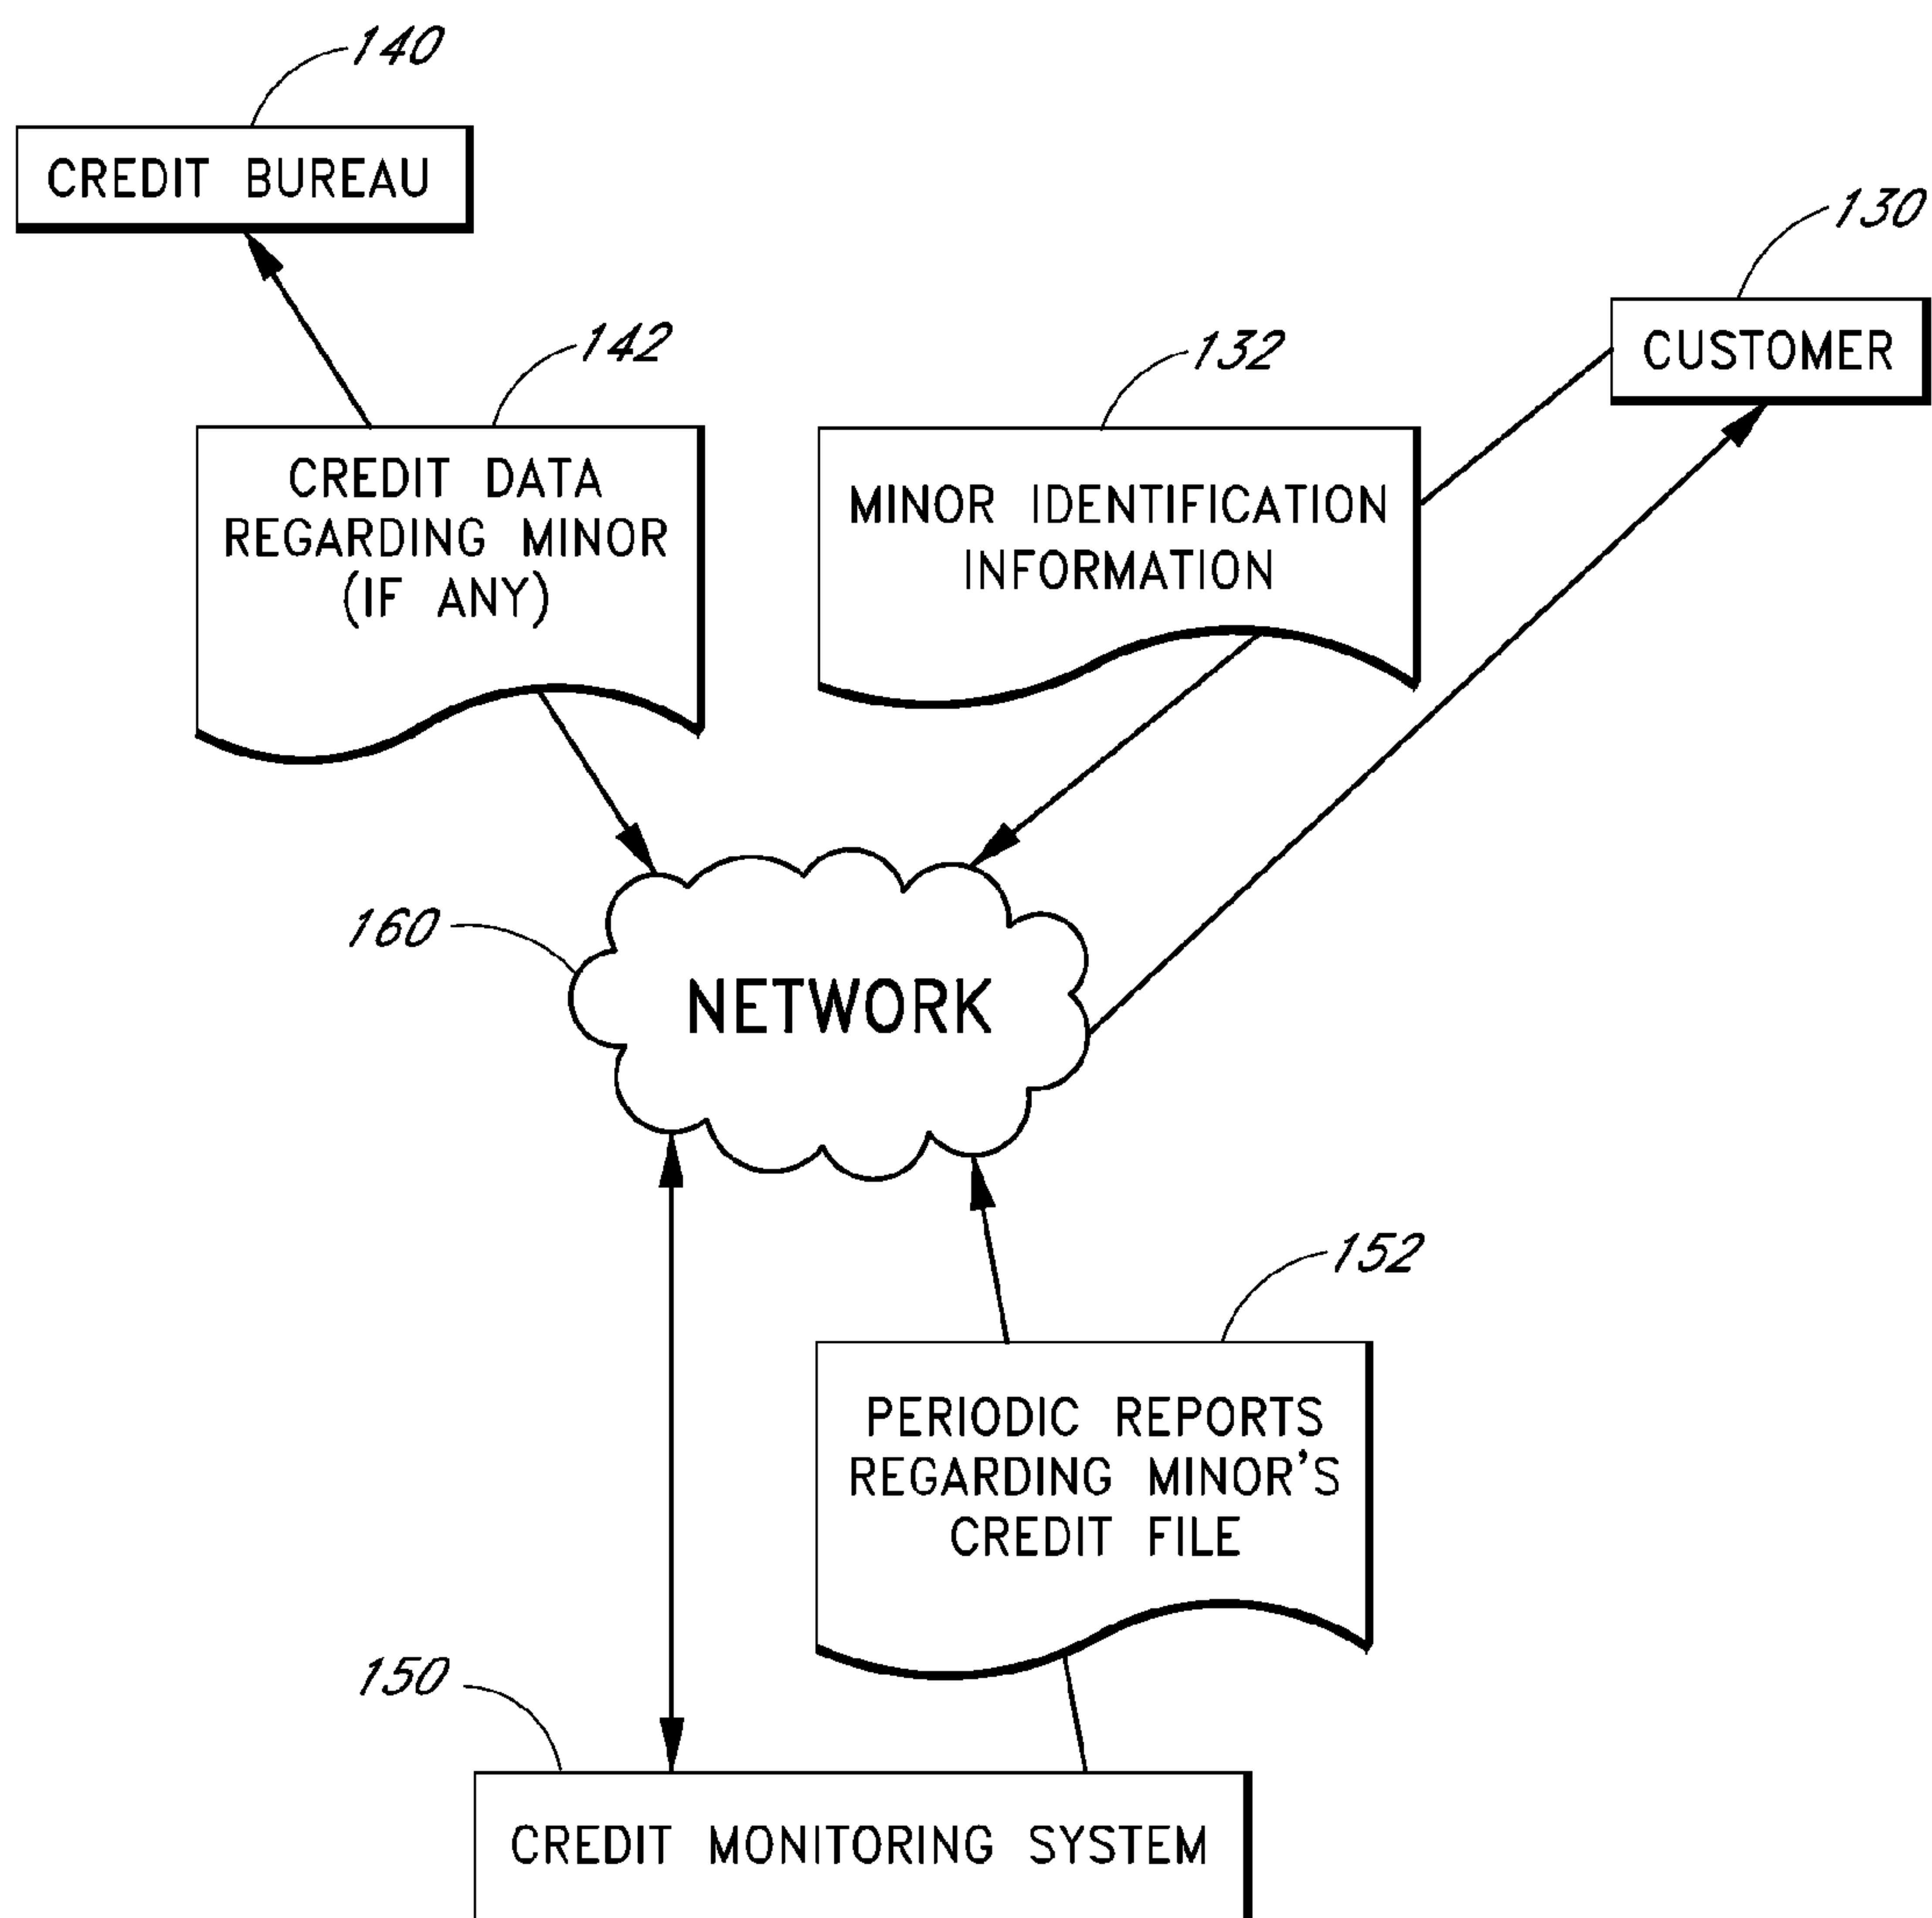 140
CREDIT BUREAU
130
CUSTOMER
142
CREDIT DATA
REGARDING MINOR
(IF ANY)
132
MINOR IDENTIFICATION
INFORMATION
160
NETWORK
152
PERIODIC REPORTS
REGARDING MINOR'S
CREDIT FILE
150
CREDIT MONITORING SYSTEM